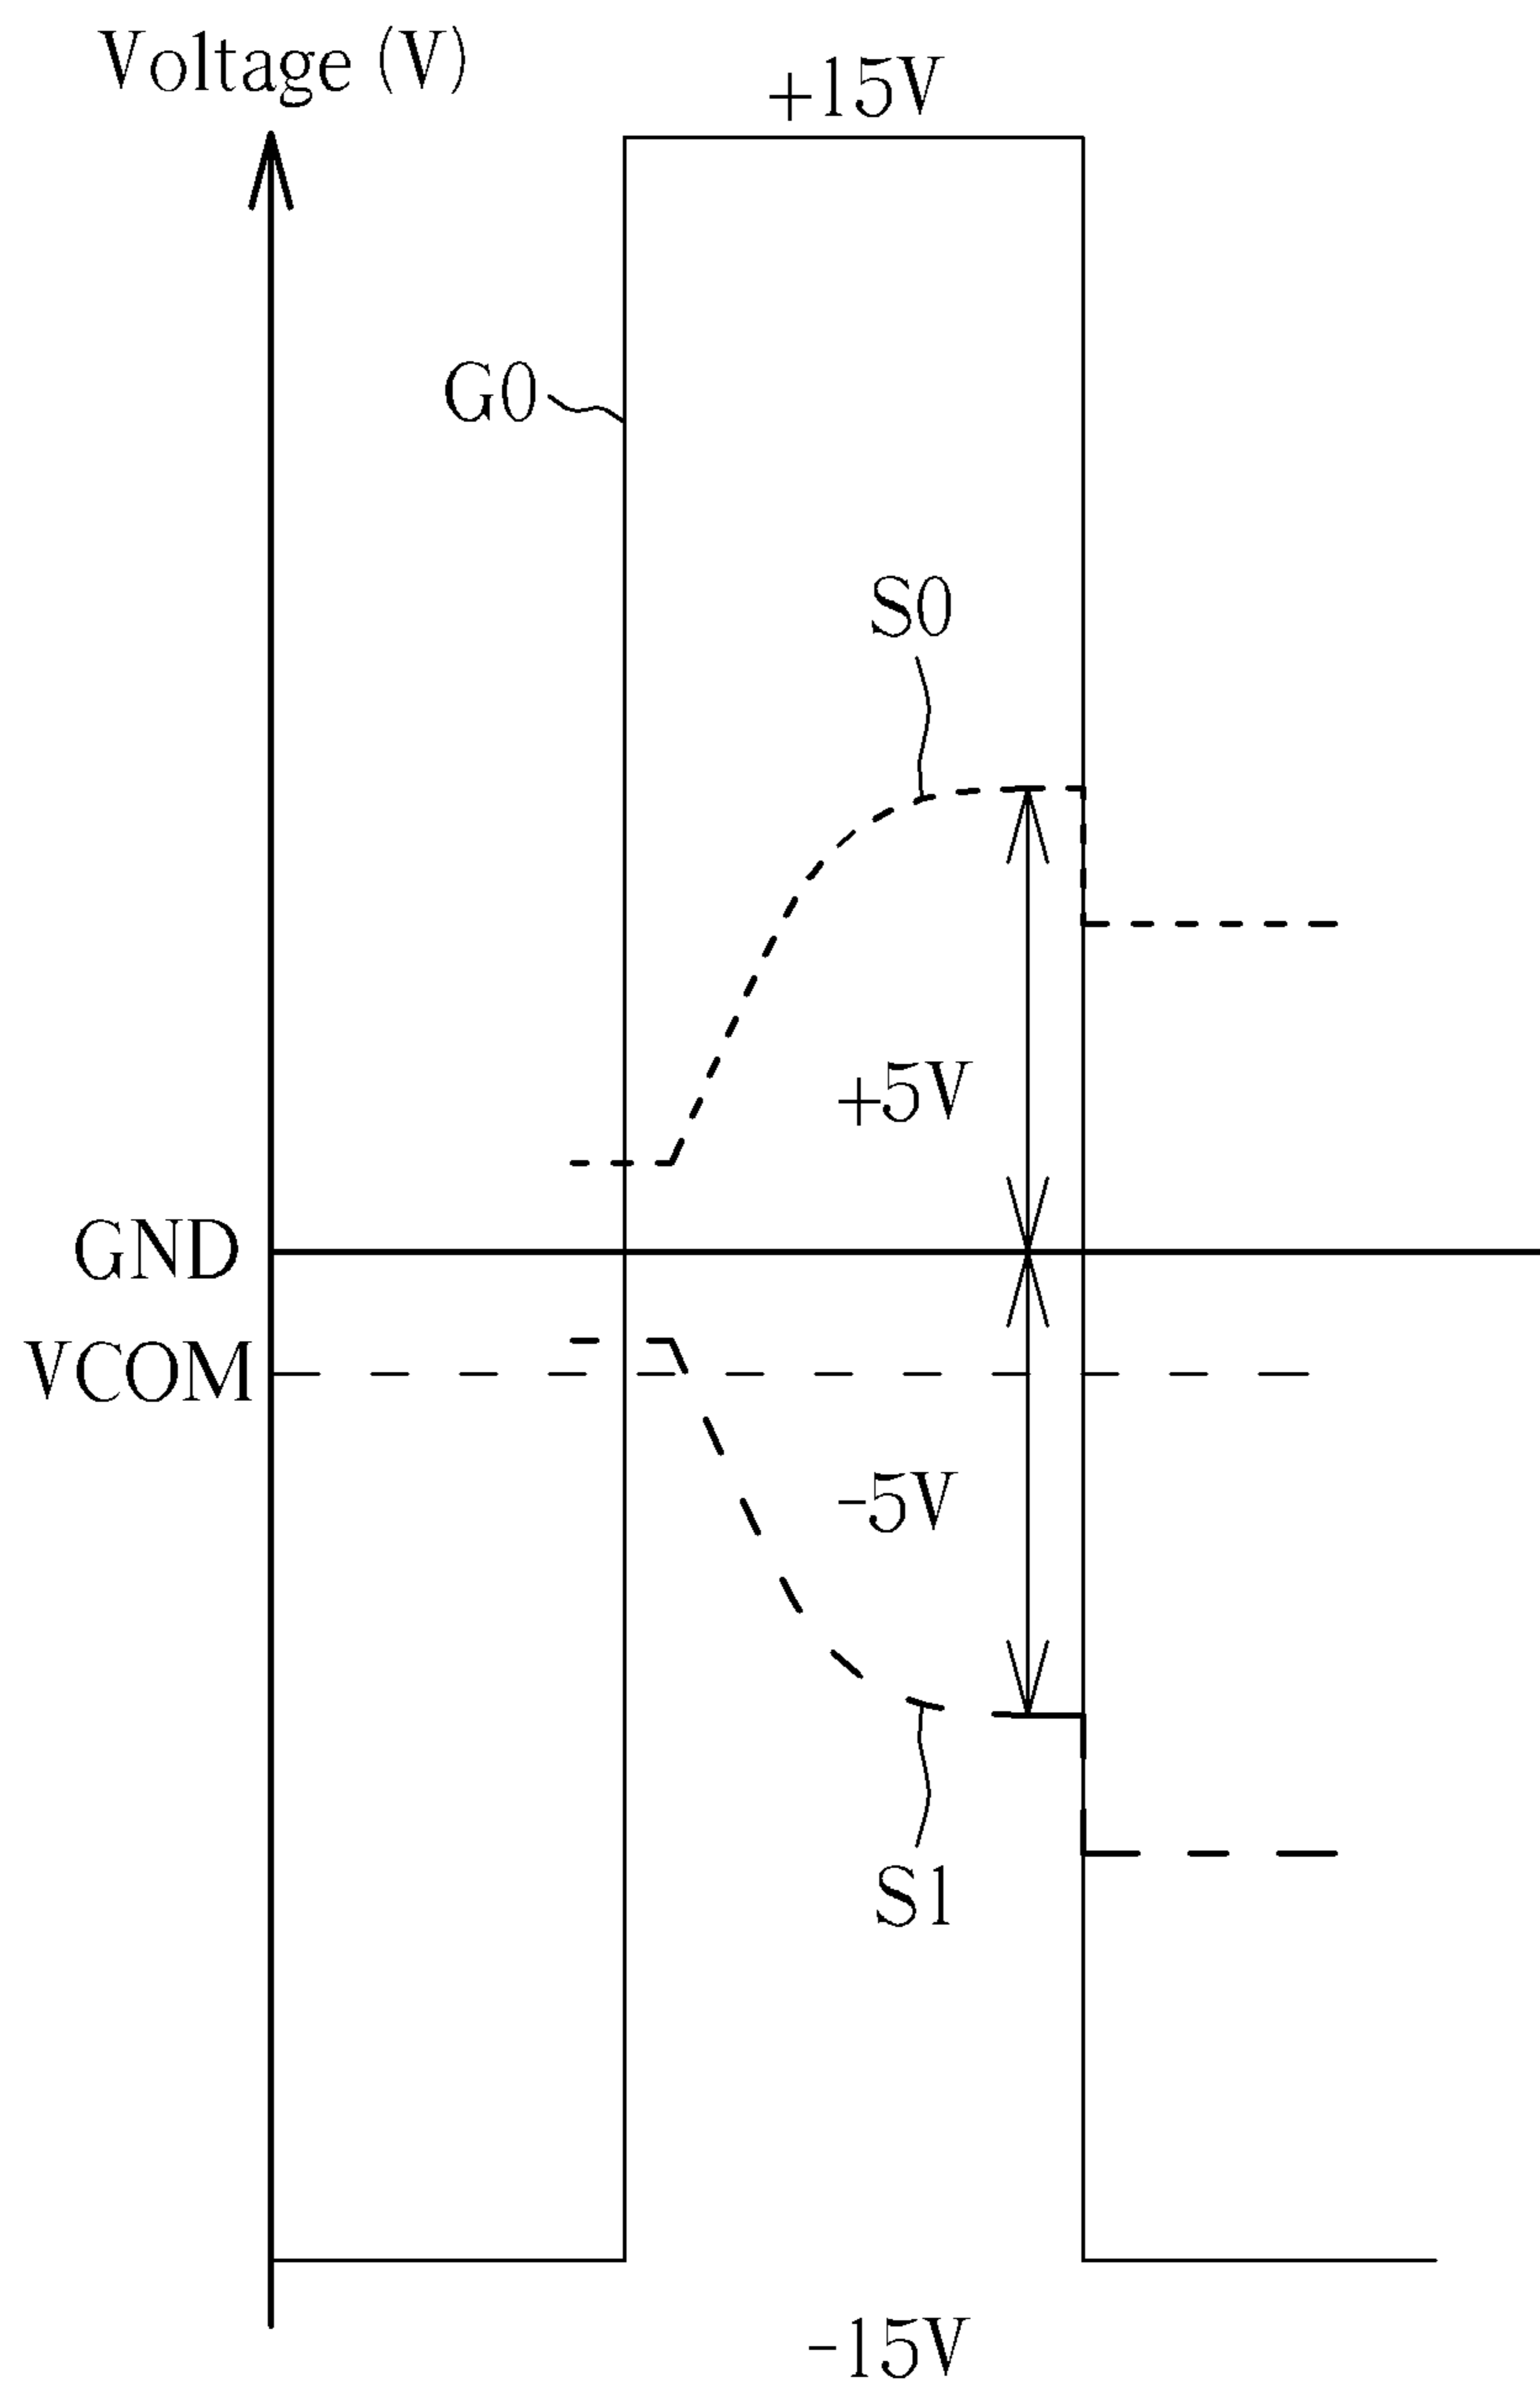 Voltage (V)
+15V
G0
S0
+5V
GND
VCOM
-5V
S1
-15V